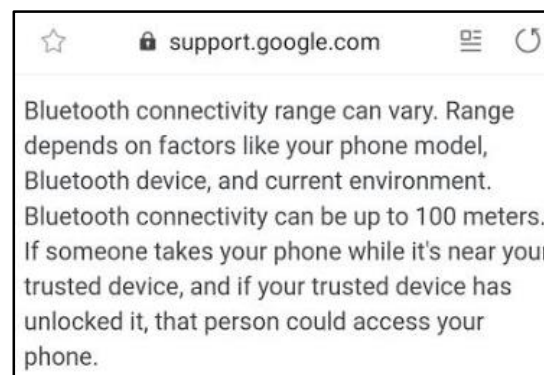 support.google.com
Bluetooth connectivity range can vary. Range
depends on factors like your phone model,
Bluetooth device, and current environment.
Bluetooth connectivity can be up to 100 meters.
If someone takes your phone while it's near your
trusted device, and if your trusted device has
unlocked it, that person could access your
phone.